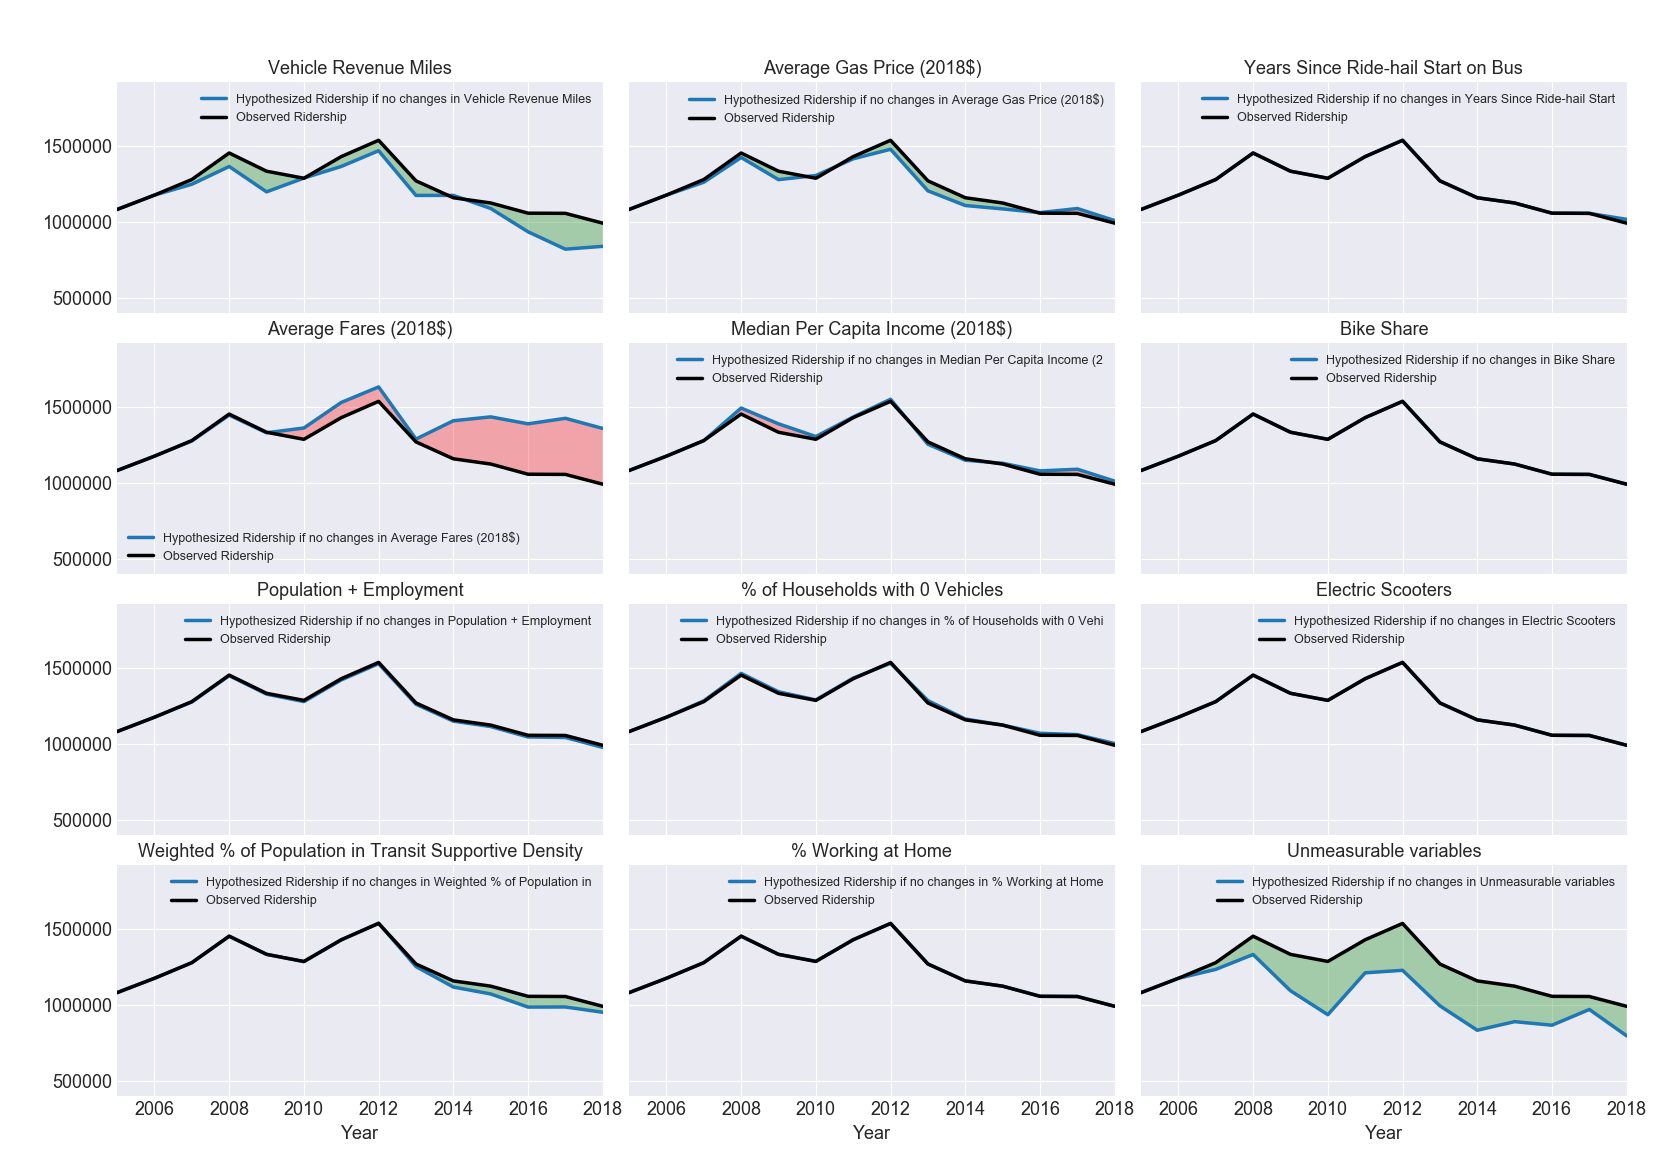 Vehicle Revenue Miles
Hypothesized Ridership if no changes in Vehicle Revenue Miles
Observed Ridership
1500000
1000000
500000
Average Gas Price (2018$)
Hypothesized Ridership if no changes in Average Gas Price (2018$)
Observed Ridership
Years Since Ride-hail Start on Bus
Hypothesized Ridership if no changes in Years Since Ride-hail Start
Observed Ridership
Average Fares (2018$)
1500000
1000000
500000
Hypothesized Ridership if no changes in Average Fares (2018$)
Observed Ridership
Median Per Capita Income (2018$)
Hypothesized Ridership if no changes in Median Per Capita Income (2
Observed Ridership
Bike Share
Hypothesized Ridership if no changes in Bike Share
Observed Ridership
Population + Employment
Hypothesized Ridership if no changes in Population + Employment
Observed Ridership
1500000
1000000
500000
% of Households with 0 Vehicles
Hypothesized Ridership if no changes in % of Households with 0 Vehi
Observed Ridership
Electric Scooters
Hypothesized Ridership if no changes in Electric Scooters
Observed Ridership
Weighted % of Population in Transit Supportive Density
Hypothesized Ridership if no changes in Weighted % of Population in
Observed Ridership
1500000
1000000
500000
2006 2008 2010 2012 2014 2016 2018
Year
% Working at Home
Hypothesized Ridership if no changes in % Working at Home
Observed Ridership
2006 2008 2010 2012 2014 2016 2018
Year
Unmeasurable variables
Hypothesized Ridership if no changes in Unmeasurable variables
Observed Ridership
2006 2008 2010 2012 2014 2016 2018
Year